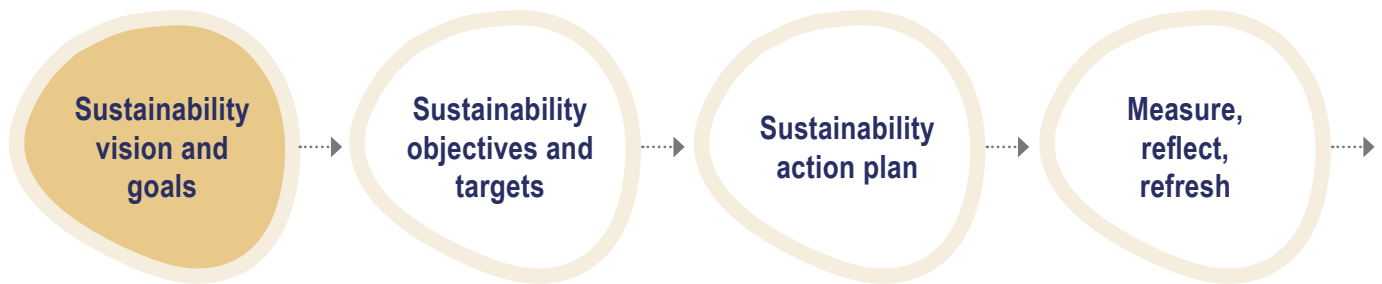 Sustainability
vision and
goals
Sustainability
objectives and
targets
Sustainability
action plan
Measure,
reflect,
refresh